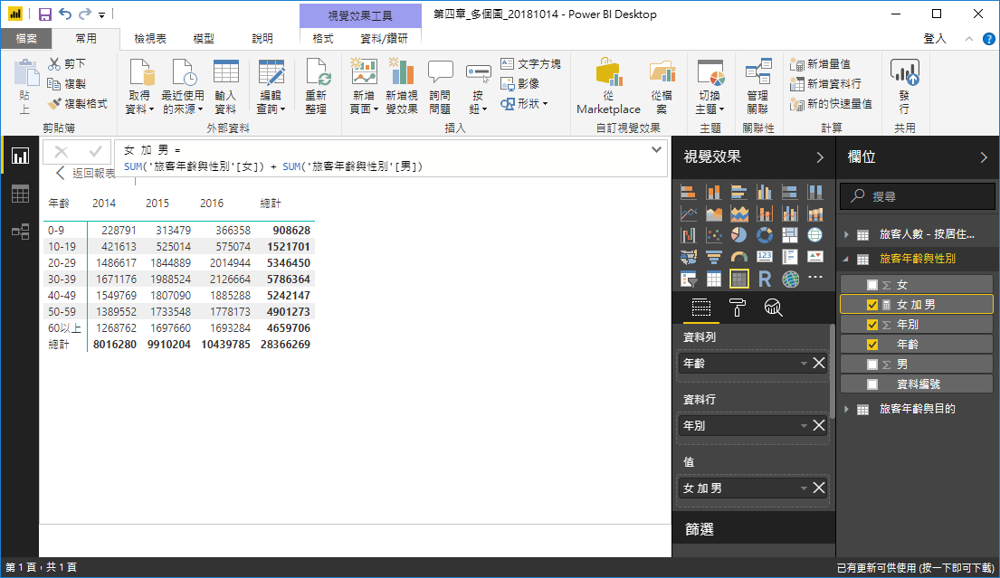 視覺效果工具
第四章_多個圖_20181014 - Power BI Desktop
檔案 常用 檢視表 模型 說明 格式 資料/鑽研 登入
貼上
剪下
複製
複製格式
取得資料
最近使用的來源
輸入資料
編輯查詢
重新整理
新增頁面
新增視覺效果
詢問問題
按鈕
文字方塊
影像
形狀
從 Marketplace
從檔案
切換主題
管理關聯
新增量值
新增資料行
新的快速量值
發行
剪貼簿 外部資料 插入 自訂視覺效果 主題 關聯性 計算 共用
女 加 男 =
SUM('旅客年齡與性別'[女]) + SUM('旅客年齡與性別'[男])
返回報表
年齡 2014 2015 2016 總計
0-9 228791 313479 366358 908628
10-19 421613 525014 575074 1521701
20-29 1486617 1844889 2014944 5346450
30-39 1671176 1988524 2126664 5786364
40-49 1549769 1807090 1885288 5242147
50-59 1389552 1733548 1778173 4901273
60以上 1268762 1697660 1693284 4659706
總計 8016280 9910204 10439785 28366269
視覺效果
123
R
資料列
年齡
資料行
年別
值
女 加 男
篩選
欄位
搜尋
旅客人數 - 按居住...
旅客年齡與性別
Σ 女
女 加 男
Σ 年別
年齡
Σ 男
資料編號
旅客年齡與目的
第 1 頁，共 1 頁
已有更新可供使用 (按一下即可下載)